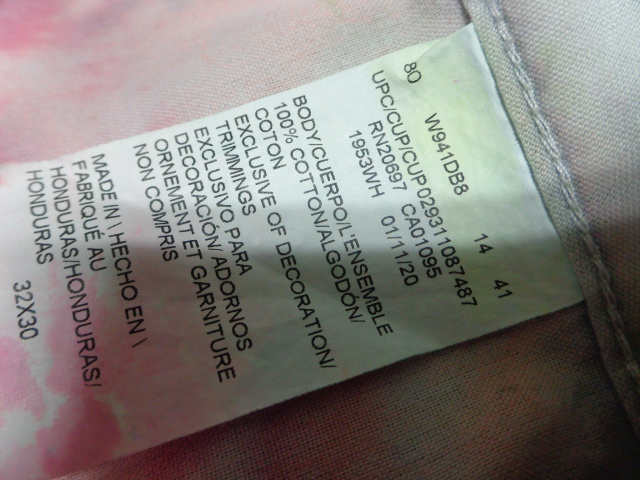 8O W941DB8 14 41
UPC/CUP/CUP 029311087487
RN20697 CA01095
1953WH 01/11/20
BODY/CUERPO/L'ENSEMBLE
100% COTTON/ALGODÓN/
COTON
EXCLUSIVE OF DECORATION/
TRIMMINGS
EXCLUSIVO PARA
DECORACIÓN/ ADORNOS
ORNEMENT ET GARNITURE
NON COMPRIS
MADE IN \ HECHO EN \
FABRIQUÉ AU
HONDURAS/HONDURAS/
HONDURAS
32X30